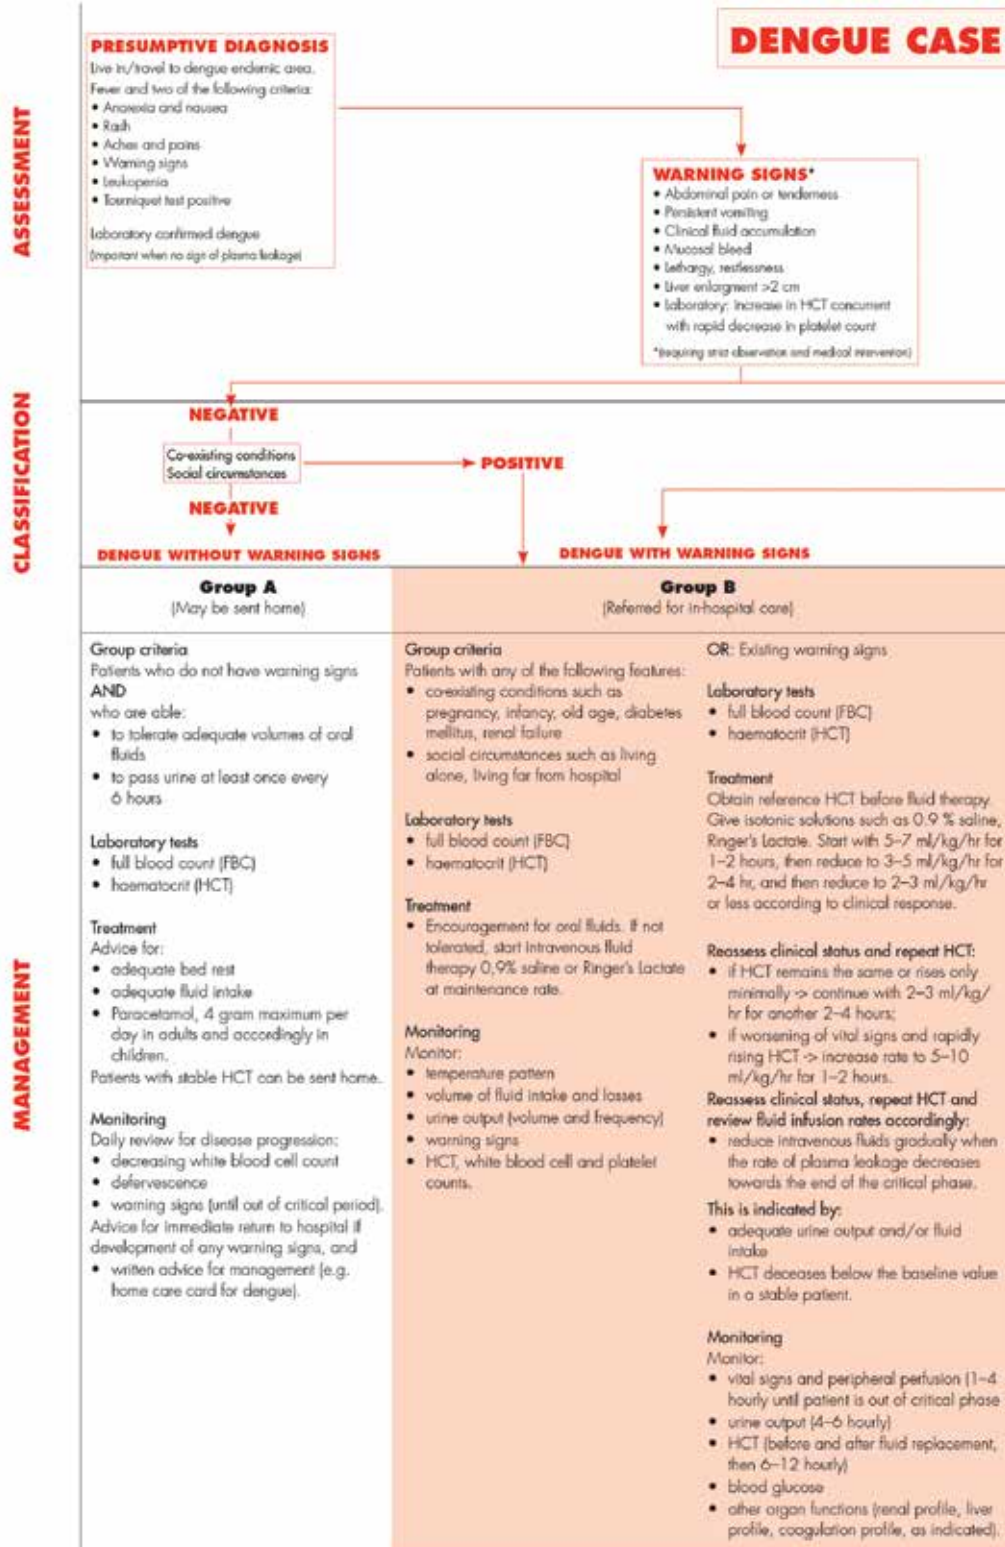 DENGUE CASE
ASSESSMENT
PRESUMPTIVE DIAGNOSIS
Live in/travel to dengue endemic area.
Fever and two of the following criteria:
• Anorexia and nausea
• Rash
• Aches and pains
• Warning signs
• Leukopenia
• Tourniquet test positive
Laboratory confirmed dengue
(important when no sign of plasma leakage)
WARNING SIGNS*
• Abdominal pain or tenderness
• Persistent vomiting
• Clinical fluid accumulation
• Mucosal bleed
• Lethargy, restlessness
• Liver enlargment >2 cm
• Laboratory: increase in HCT concurrent
with rapid decrease in platelet count
*(requiring strict observation and medical intervention)
CLASSIFICATION
NEGATIVE
Co-existing conditions
Social circumstances
POSITIVE
NEGATIVE
DENGUE WITHOUT WARNING SIGNS
DENGUE WITH WARNING SIGNS
MANAGEMENT
Group A
(May be sent home)
Group criteria
Patients who do not have warning signs
AND
who are able:
• to tolerate adequate volumes of oral
fluids
• to pass urine at least once every
6 hours
Laboratory tests
• full blood count (FBC)
• haematocrit (HCT)
Treatment
Advice for:
• adequate bed rest
• adequate fluid intake
• Paracetamol, 4 gram maximum per
day in adults and accordingly in
children.
Patients with stable HCT can be sent home.
Monitoring
Daily review for disease progression:
• decreasing white blood cell count
• defervescence
• warning signs (until out of critical period).
Advice for immediate return to hospital if
development of any warning signs, and
• written advice for management (e.g.
home care card for dengue).
Group B
(Referred for in-hospital care)
Group criteria
Patients with any of the following features:
• co-existing conditions such as
pregnancy, infancy, old age, diabetes
mellitus, renal failure
• social circumstances such as living
alone, living far from hospital
Laboratory tests
• full blood count (FBC)
• haematocrit (HCT)
Treatment
• Encouragement for oral fluids. If not
tolerated, start intravenous fluid
therapy 0,9% saline or Ringer's Lactate
at maintenance rate.
Monitoring
Monitor:
• temperature pattern
• volume of fluid intake and losses
• urine output (volume and frequency)
• warning signs
• HCT, white blood cell and platelet
counts.
OR: Existing warning signs
Laboratory tests
• full blood count (FBC)
• haematocrit (HCT)
Treatment
Obtain reference HCT before fluid therapy.
Give isotonic solutions such as 0.9 % saline,
Ringer's Lactate. Start with 5–7 ml/kg/hr for
1–2 hours, then reduce to 3–5 ml/kg/hr for
2–4 hr, and then reduce to 2–3 ml/kg/hr
or less according to clinical response.
Reassess clinical status and repeat HCT:
• if HCT remains the same or rises only
minimally -> continue with 2–3 ml/kg/
hr for another 2–4 hours;
• if worsening of vital signs and rapidly
rising HCT -> increase rate to 5–10
ml/kg/hr for 1–2 hours.
Reassess clinical status, repeat HCT and
review fluid infusion rates accordingly:
• reduce intravenous fluids gradually when
the rate of plasma leakage decreases
towards the end of the critical phase.
This is indicated by:
• adequate urine output and/or fluid
intake
• HCT deceases below the baseline value
in a stable patient.
Monitoring
Monitor:
• vital signs and peripheral perfusion (1–4
hourly until patient is out of critical phase
• urine output (4–6 hourly)
• HCT (before and after fluid replacement,
then 6–12 hourly)
• blood glucose
• other organ functions (renal profile, liver
profile, coagulation profile, as indicated).